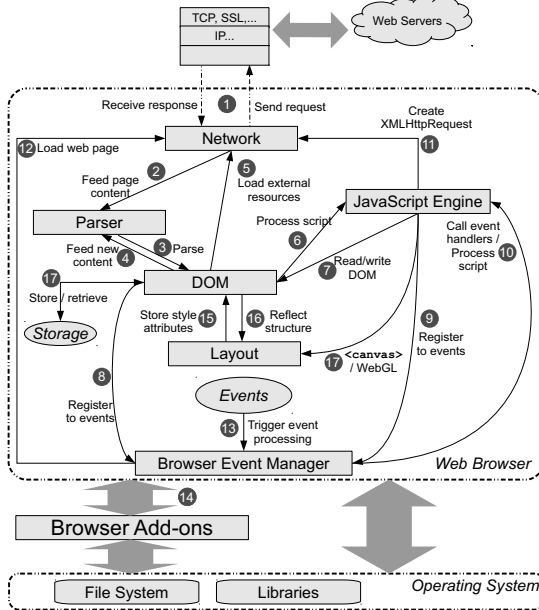 TCP, SSL,...
IP...
Web Servers
Receive response
1
Send request
Create
XMLHttpRequest
12 Load web page
Network
11
2
5
Feed page
content
Load external
resources
JavaScript Engine
Parser
Process script
Call event
handlers /
Process
script
10
3 Parse
6
Feed new
content
4
7
Read/write
DOM
17
DOM
Store / retrieve
Store style
attributes
15
16
Reflect
structure
9
Storage
Register
to events
Layout
17
<canvas>
/ WebGL
8
Register
to events
Events
13
Trigger event
processing
Browser Event Manager
Web Browser
14
Browser Add-ons
Operating System
File System
Libraries